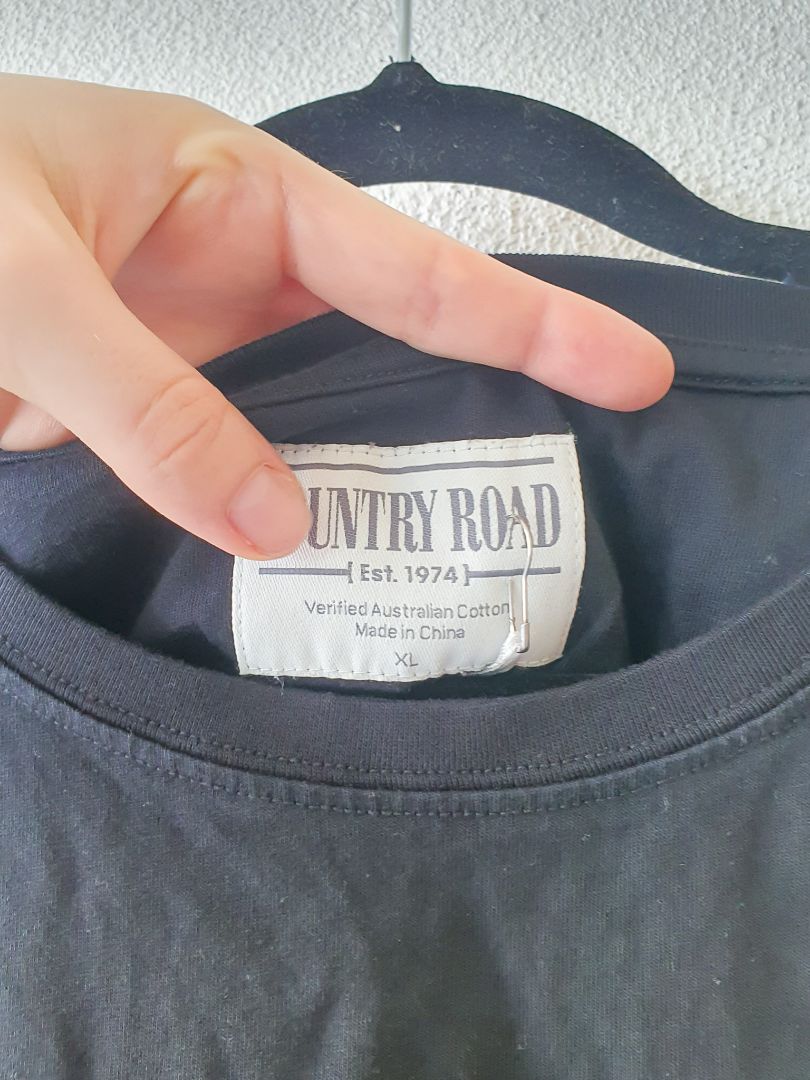 UNTRY ROAD
{ Est. 1974 }
Verified Australian Cotton
Made in China
XL